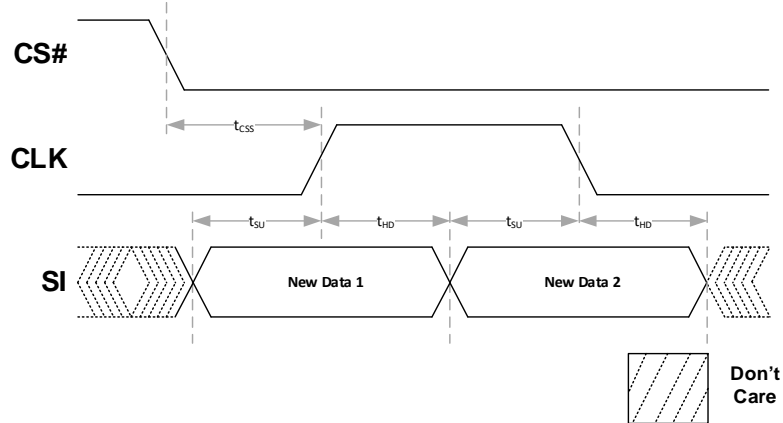 CS#
tCSS
CLK
tSU tHD tSU tHD
SI New Data 1 New Data 2
Don't
Care